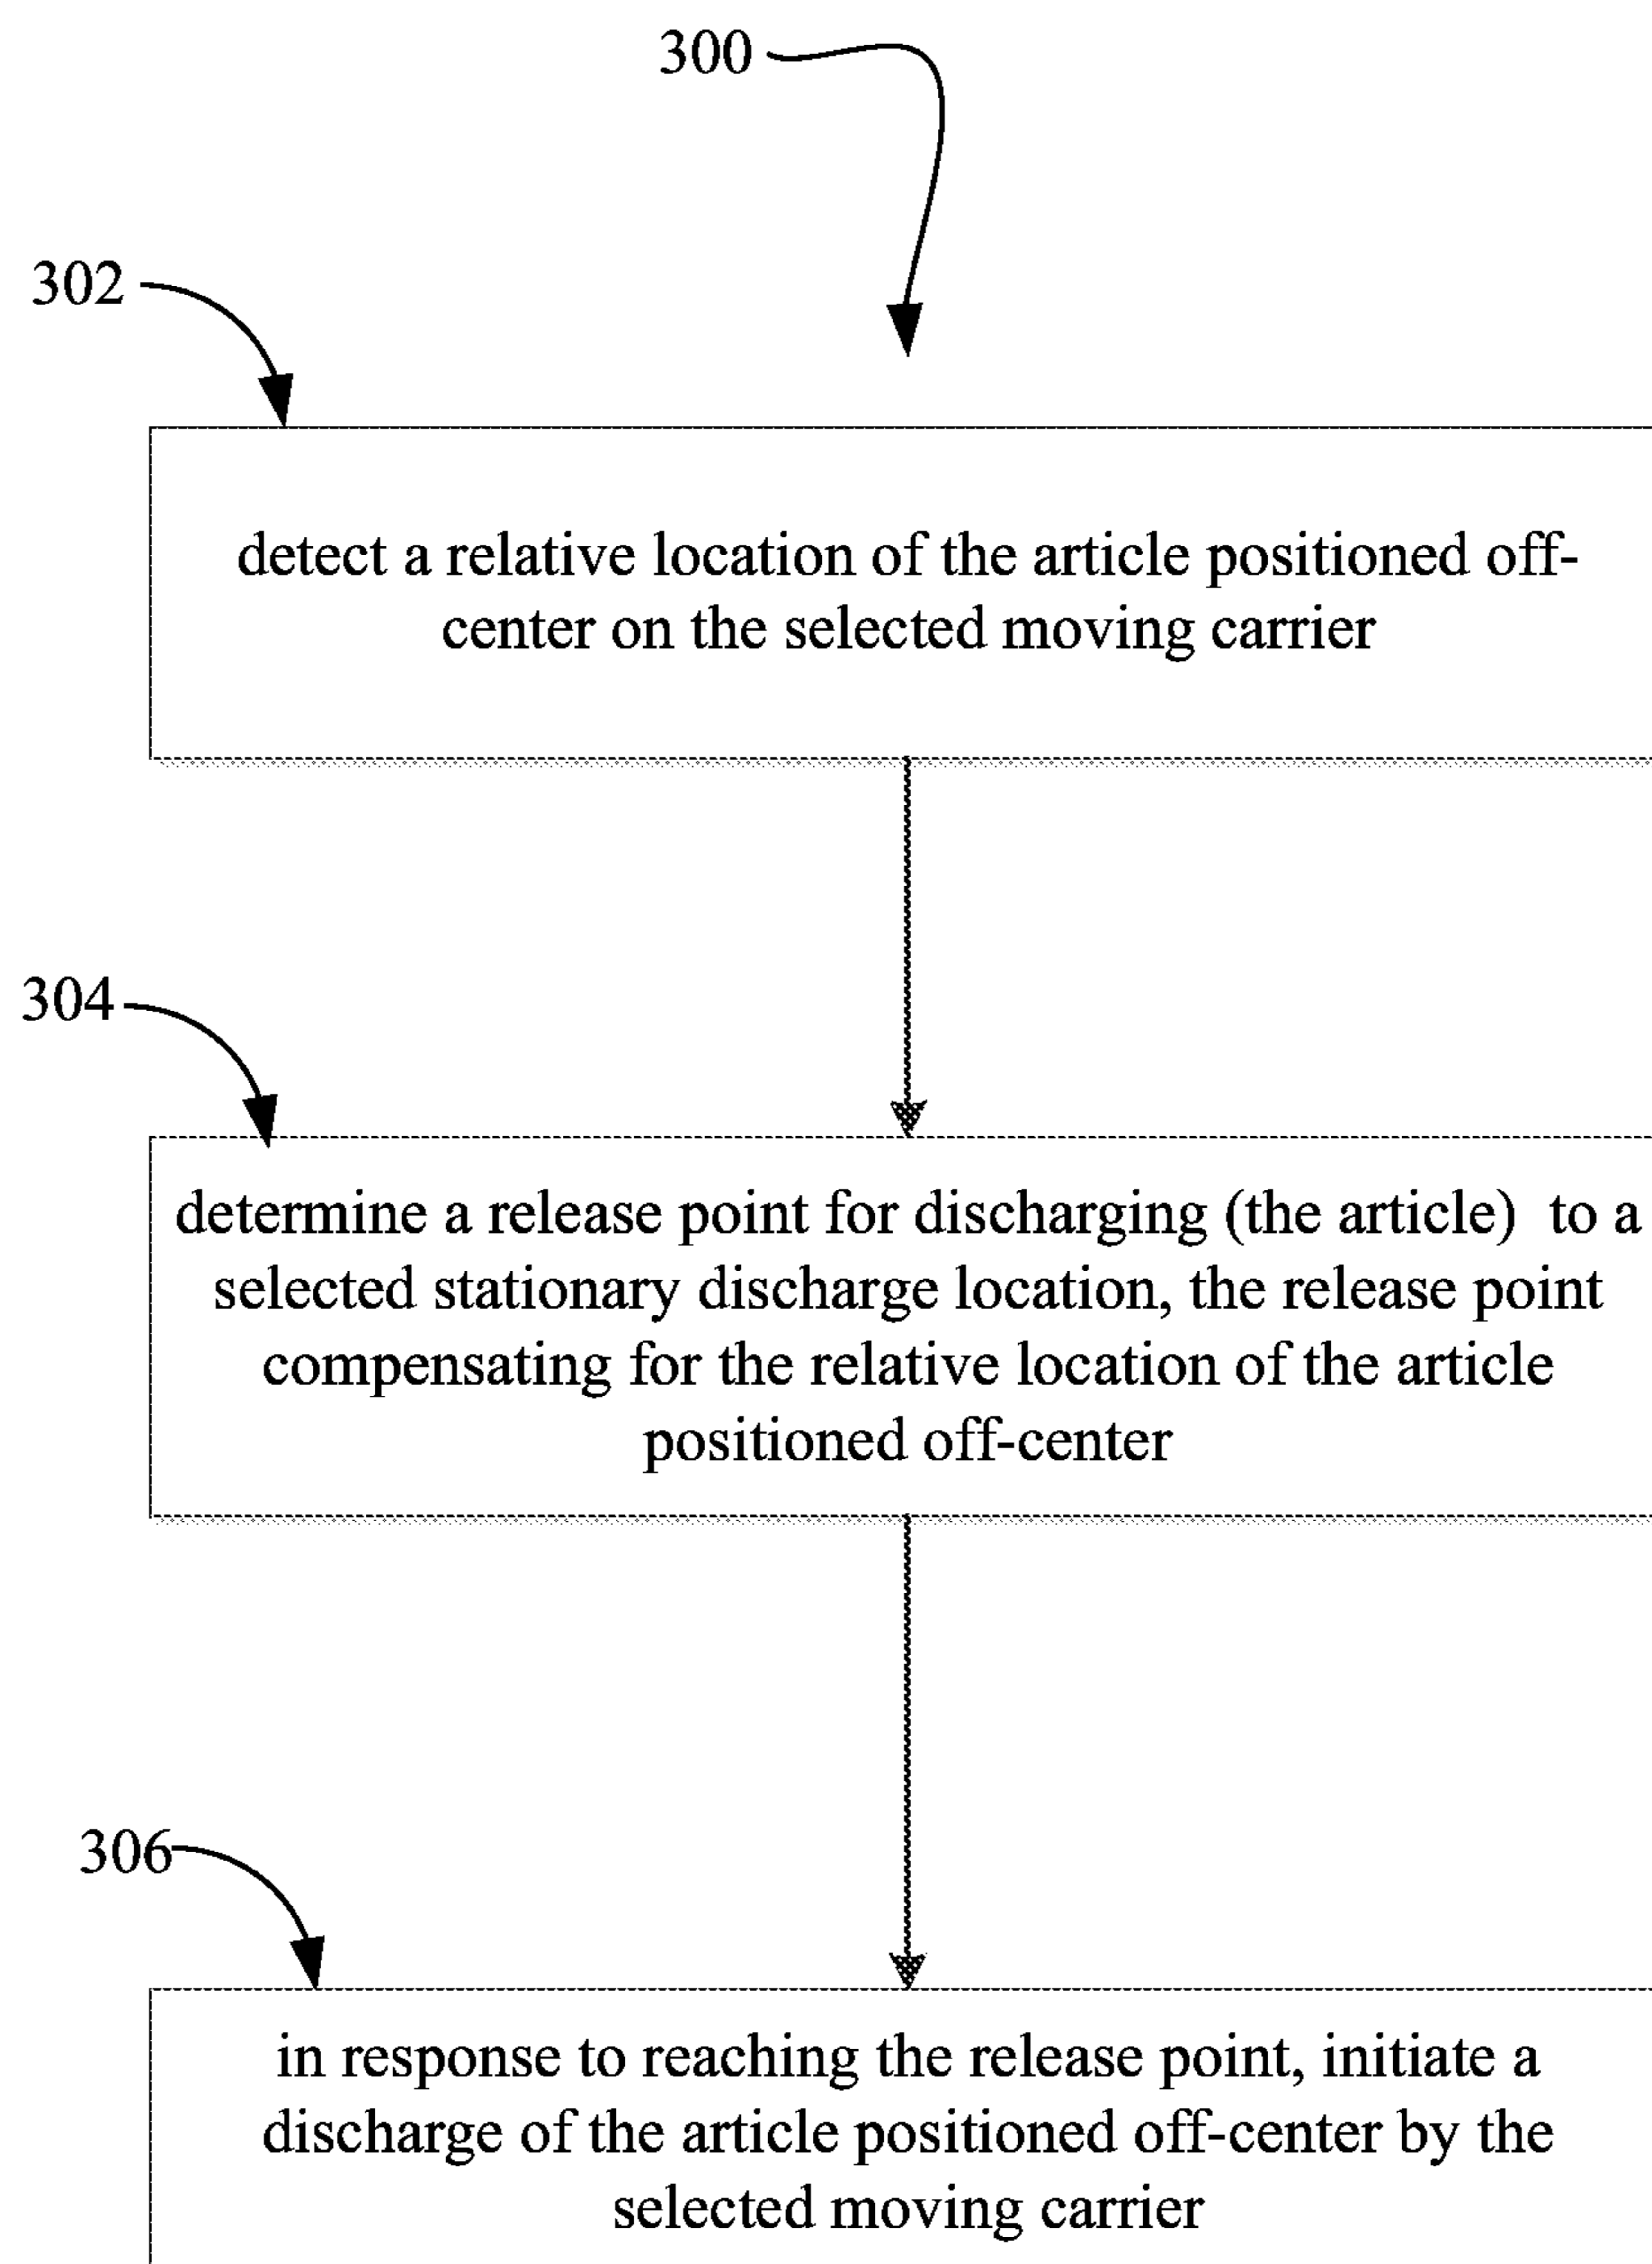 300
302
detect a relative location of the article positioned off-
center on the selected moving carrier
304
determine a release point for discharging (the article)  to a
selected stationary discharge location, the release point
compensating for the relative location of the article
positioned off-center
306
in response to reaching the release point, initiate a
discharge of the article positioned off-center by the
selected moving carrier